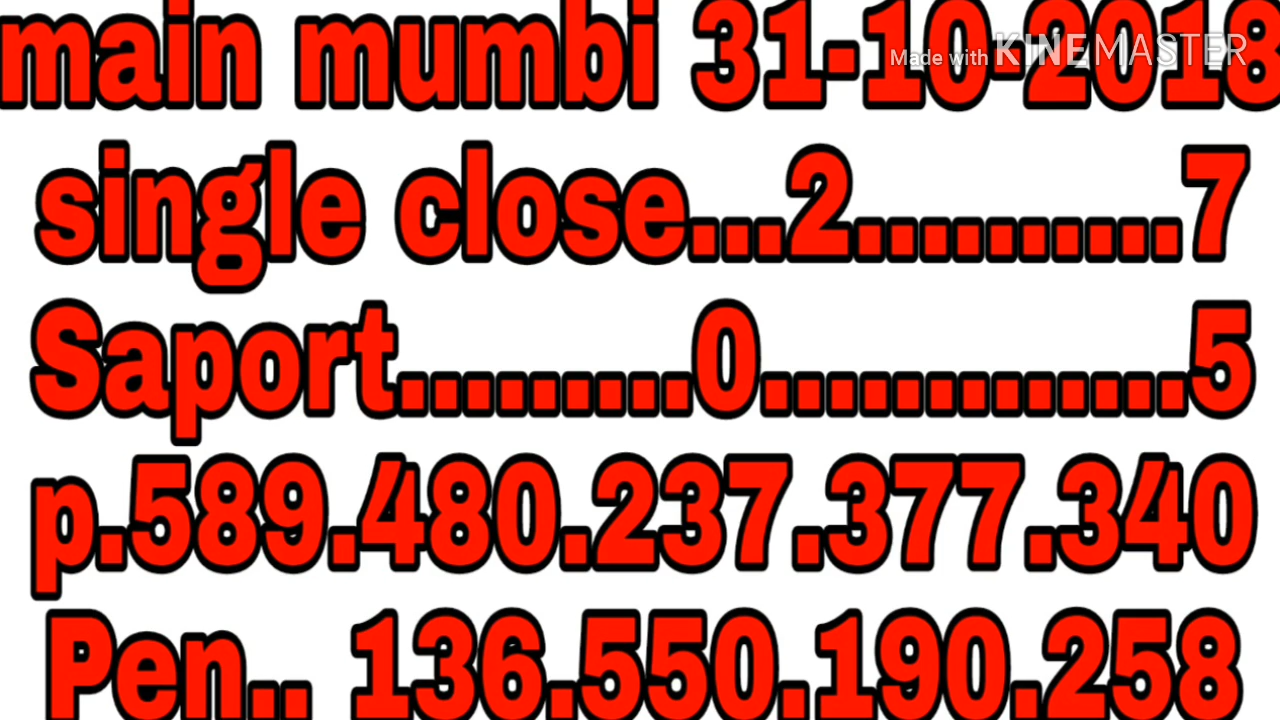 main mumbi 31-10-2018
Made with KINEMASTER
single close...2..........7
Saport.........0.............5
p.589.480.237.377.340
Pen.. 136.550.190.258